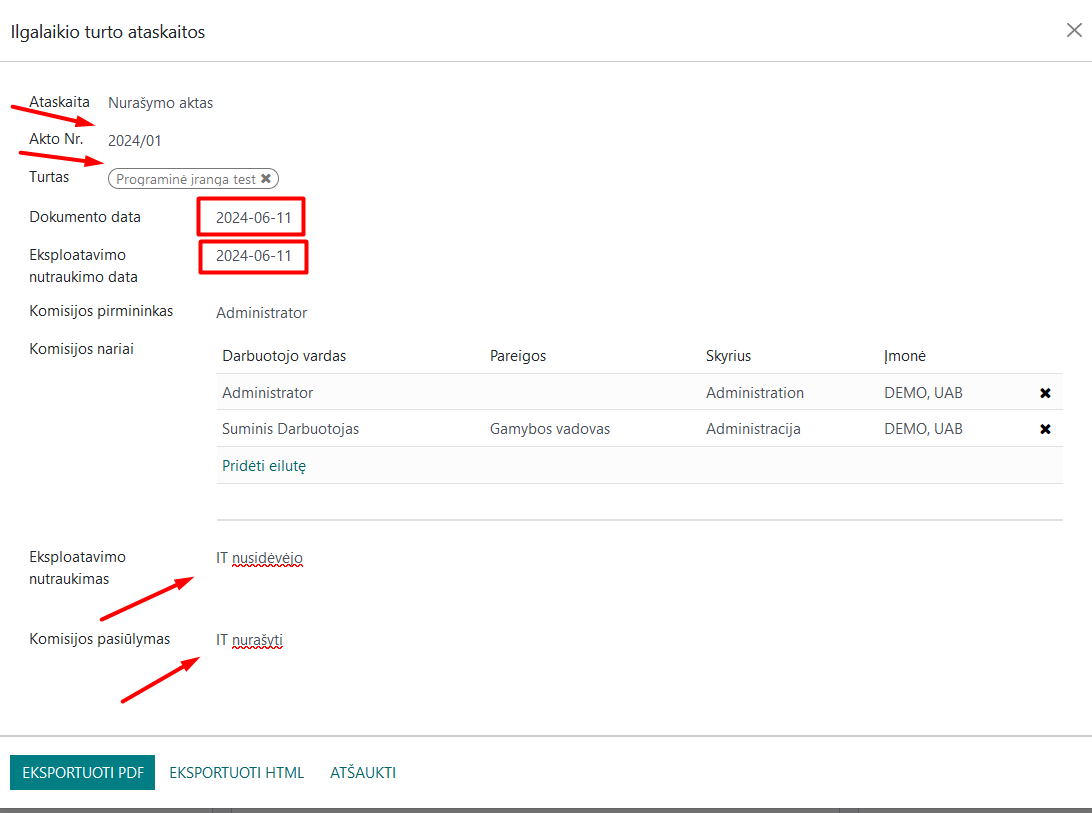 Ilgalaikio turto ataskaitos
Ataskaita Nurašymo aktas
Akto Nr. 2024/01
Turtas Programinė įranga test ✖
Dokumento data 2024-06-11
Eksploatavimo nutraukimo data 2024-06-11
Komisijos pirmininkas Administrator
Komisijos nariai
Darbuotojo vardas Pareigos Skyrius Įmonė
Administrator Administration DEMO, UAB ✖
Suminis Darbuotojas Gamybos vadovas Administracija DEMO, UAB ✖
Pridėti eilutę
Eksploatavimo nutraukimas IT nusidėvėjo
Komisijos pasiūlymas IT nurašyti
EKSPORTUOTI PDF EKSPORTUOTI HTML ATŠAUKTI